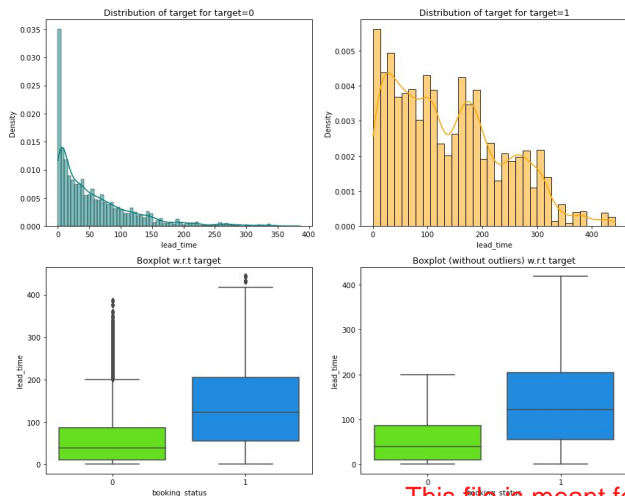 Distribution of target for target=0
Distribution of target for target=1
0.035
0.030
0.025
0.020
0.015
0.010
0.005
0.000
Density
0 50 100 150 200 250 300 350 400
lead_time
0.005
0.004
0.003
0.002
0.001
0.000
Density
0 100 200 300 400
lead_time
Boxplot w.r.t target
Boxplot (without outliers) w.r.t target
400
300
200
100
0
lead_time
0 1
booking_status
400
300
200
100
0
lead_time
0 1
booking_status
This file is meant fo